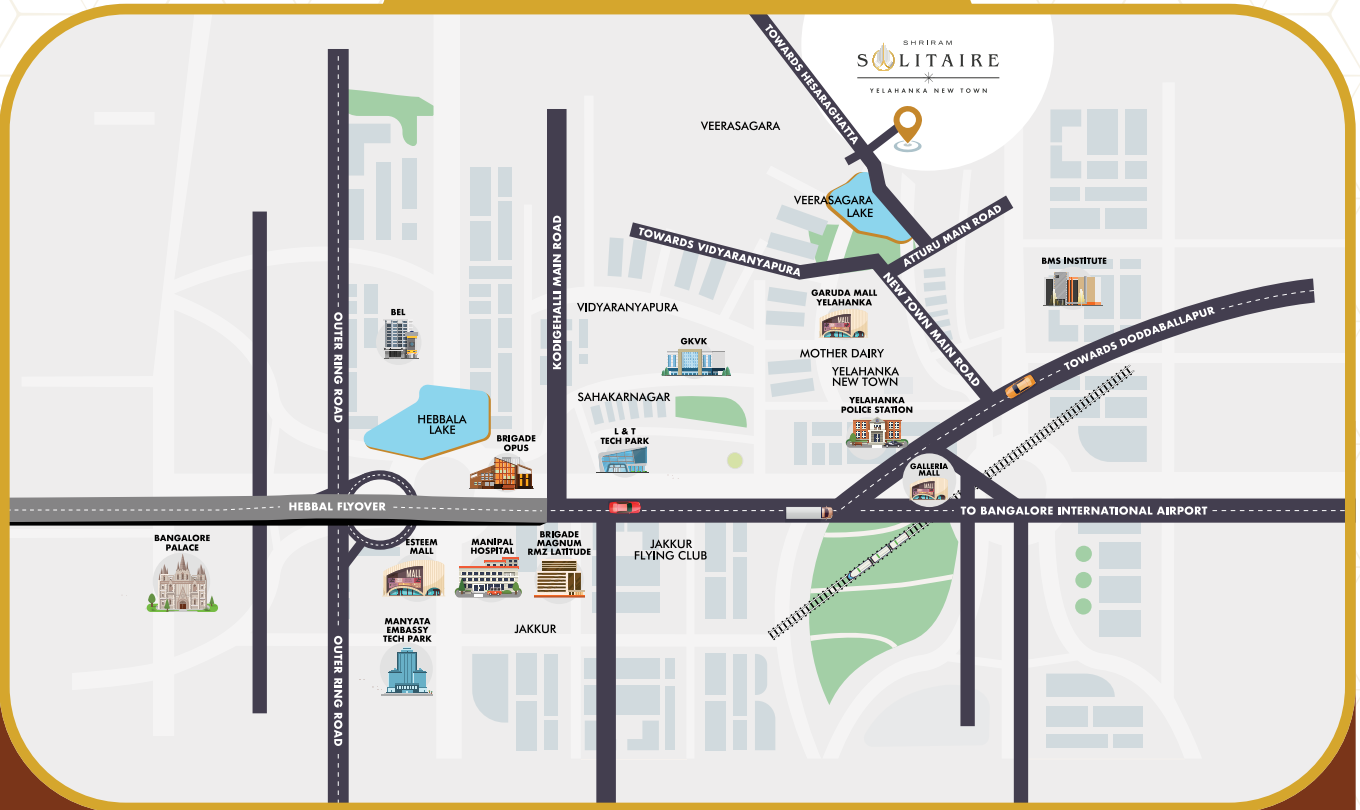 SHRIRAM
SOLITAIRE
YELAHANKA NEW TOWN
TOWARDS HESARAGHATTA
VEERASAGARA
VEERASAGARA
LAKE
ATTURU MAIN ROAD
TOWARDS VIDYARANYAPURA
KODIGEHALLI MAIN ROAD
BMS INSTITUTE
GARUDA MALL
YELAHANKA
MALL
NEW TOWN MAIN ROAD
VIDYARANYAPURA
BEL
OUTER RING ROAD
TOWARDS DODDABALLAPUR
GKVK
MOTHER DAIRY
YELAHANKA
NEW TOWN
SAHAKARNAGAR
YELAHANKA
POLICE STATION
HEBBALA
LAKE
BRIGADE
OPUS
L & T
TECH PARK
GALLERIA
MALL
MALL
HEBBAL FLYOVER
TO BANGALORE INTERNATIONAL AIRPORT
BANGALORE
PALACE
ESTEEM
MALL
MALL
MANIPAL
HOSPITAL
BRIGADE
MAGNUM
RMZ LATITUDE
JAKKUR
FLYING CLUB
MANYATA
EMBASSY
TECH PARK
JAKKUR
OUTER RING ROAD